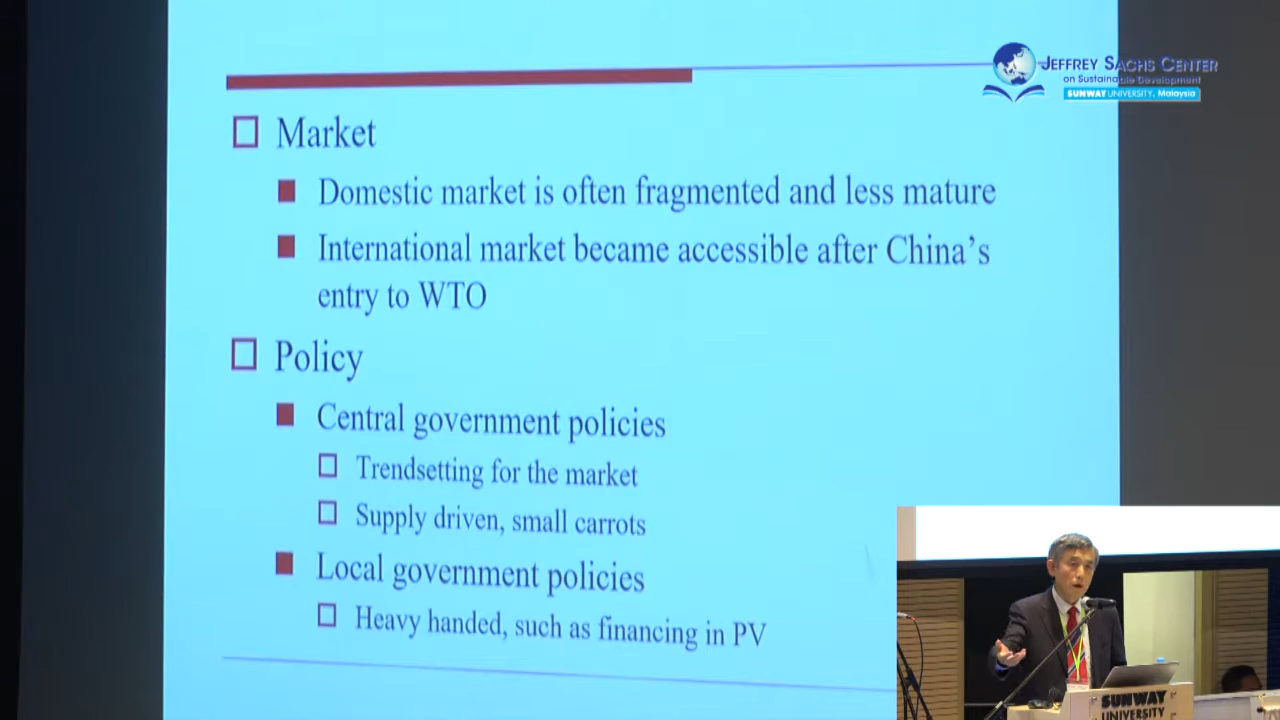 JEFFREY SACHS CENTER
on Sustainable Development
SUNWAY UNIVERSITY, Malaysia
Market
Domestic market is often fragmented and less mature
International market became accessible after China’s
entry to WTO
Policy
Central government policies
Trendsetting for the market
Supply driven, small carrots
Local government policies
Heavy handed, such as financing in PV
SUNWAY
UNIVERSITY